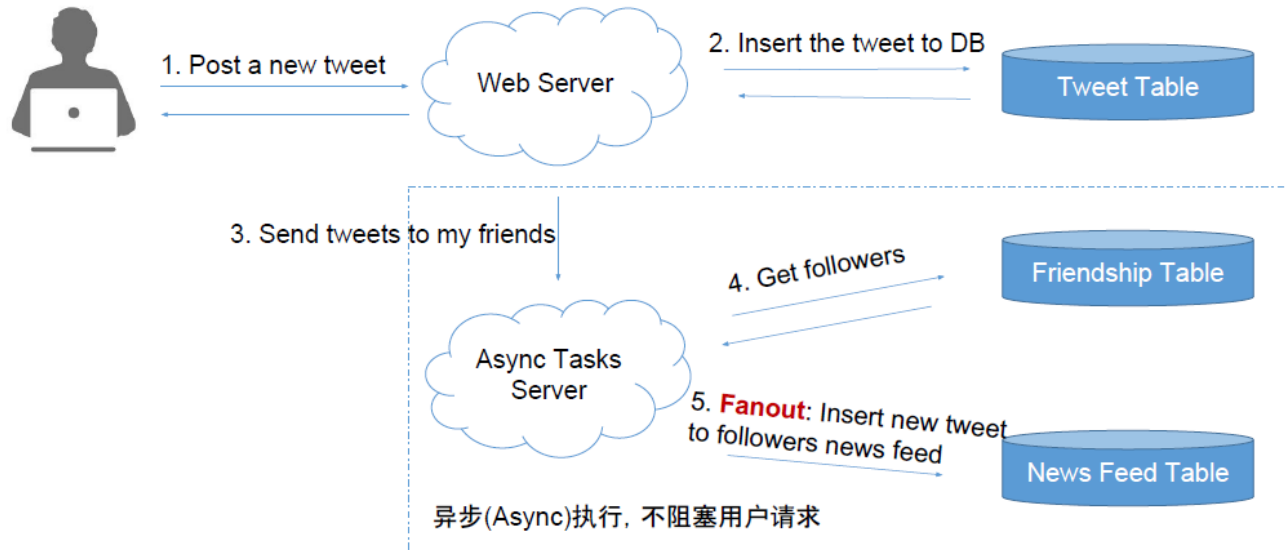 1. Post a new tweet
Web Server
2. Insert the tweet to DB
Tweet Table
3. Send tweets to my friends
4. Get followers
Friendship Table
Async Tasks
Server
5. Fanout: Insert new tweet
to followers news feed
News Feed Table
异步(Async)执行, 不阻塞用户请求